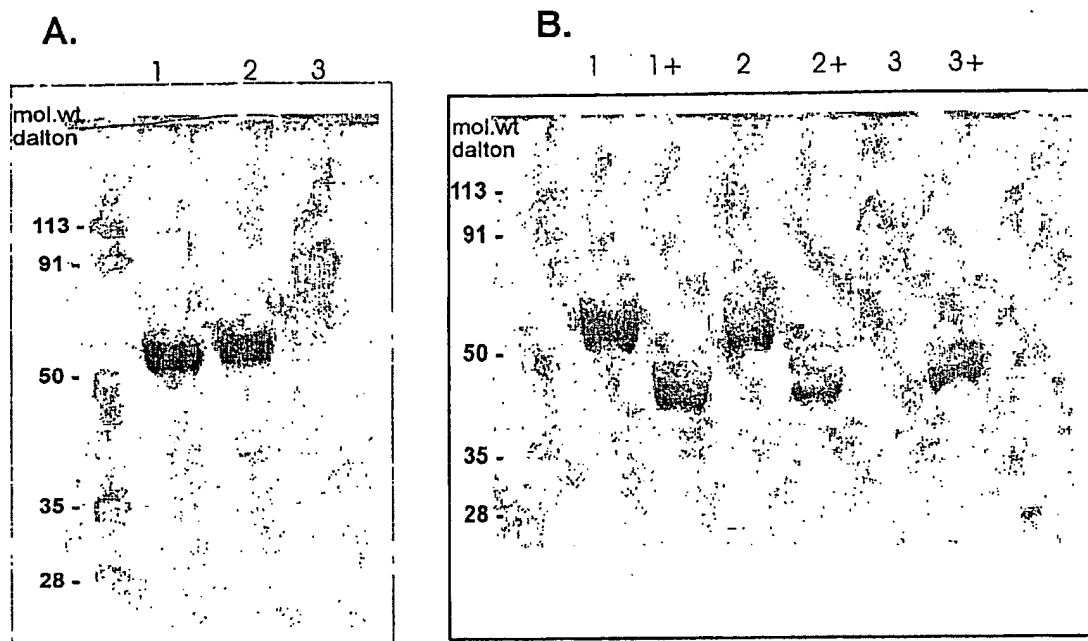 A.
1 2 3
mol.wt
dalton
113 -
91 -
50 -
35 -
28 -
B.
1 1+ 2 2+ 3 3+
mol.wt
dalton
113 -
91 -
50 -
35 -
28 -